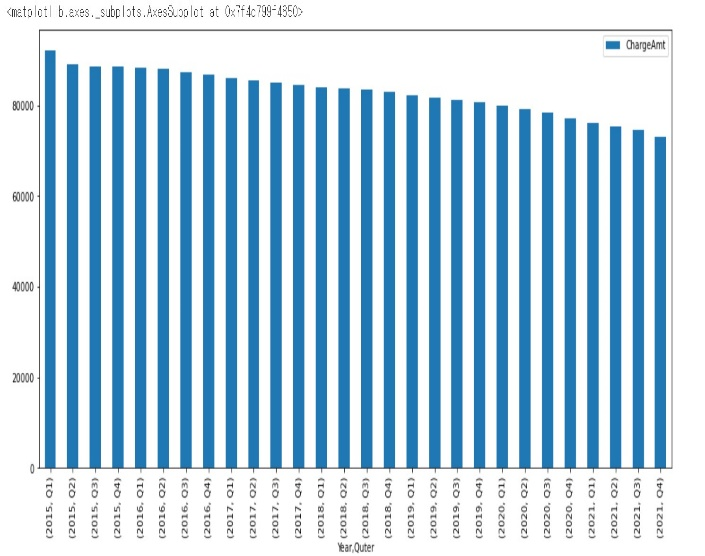 <matplotl b.axes._subplots.AxesSubplot at 0x7f4c799f4850>
ChargeAmt
80000
60000
40000
20000
0
(2015, Q1)
(2015, Q2)
(2015, Q3)
(2015, Q4)
(2016, Q1)
(2016, Q2)
(2016, Q3)
(2016, Q4)
(2017, Q1)
(2017, Q2)
(2017, Q3)
(2017, Q4)
(2018, Q1)
(2018, Q2)
(2018, Q3)
(2018, Q4)
(2019, Q1)
(2019, Q2)
(2019, Q3)
(2019, Q4)
(2020, Q1)
(2020, Q2)
(2020, Q3)
(2020, Q4)
(2021, Q1)
(2021, Q2)
(2021, Q3)
(2021, Q4)
Year,Quter